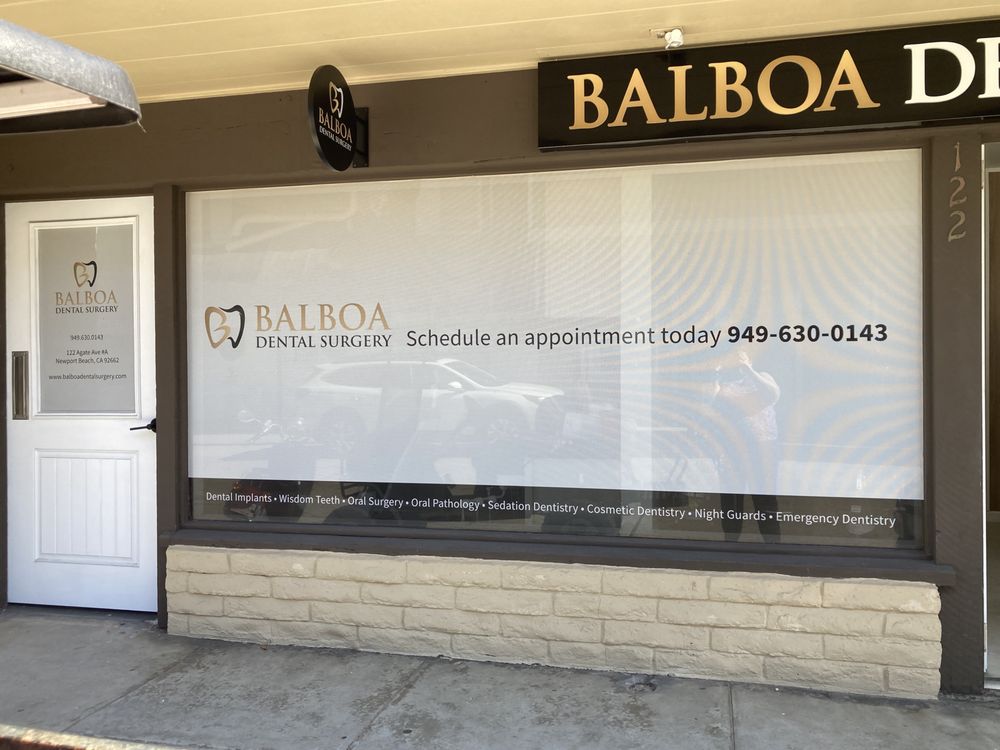 BALBOA
DENTAL SURGERY
BALBOA DE
122
BALBOA
DENTAL SURGERY
949.630.0143
122 Agate Ave #A
Newport Beach, CA 92662
www.balboadentalsurgery.com
BALBOA
DENTAL SURGERY
Schedule an appointment today 949-630-0143
Dental Implants • Wisdom Teeth • Oral Surgery • Oral Pathology • Sedation Dentistry • Cosmetic Dentistry • Night Guards • Emergency Dentistry